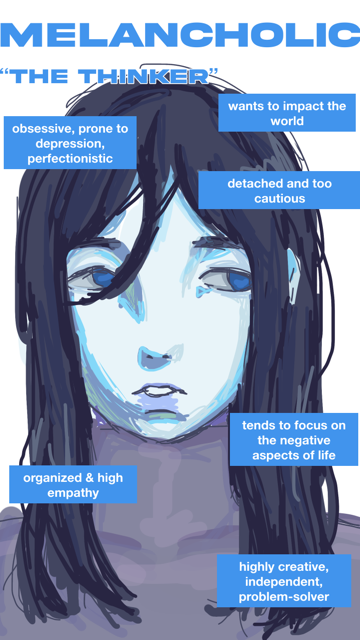 MELANCHOLIC
“THE THINKER”
wants to impact the
world
obsessive, prone to
depression,
perfectionistic
detached and too
cautious
tends to focus on
the negative
aspects of life
organized & high
empathy
highly creative,
independent,
problem-solver